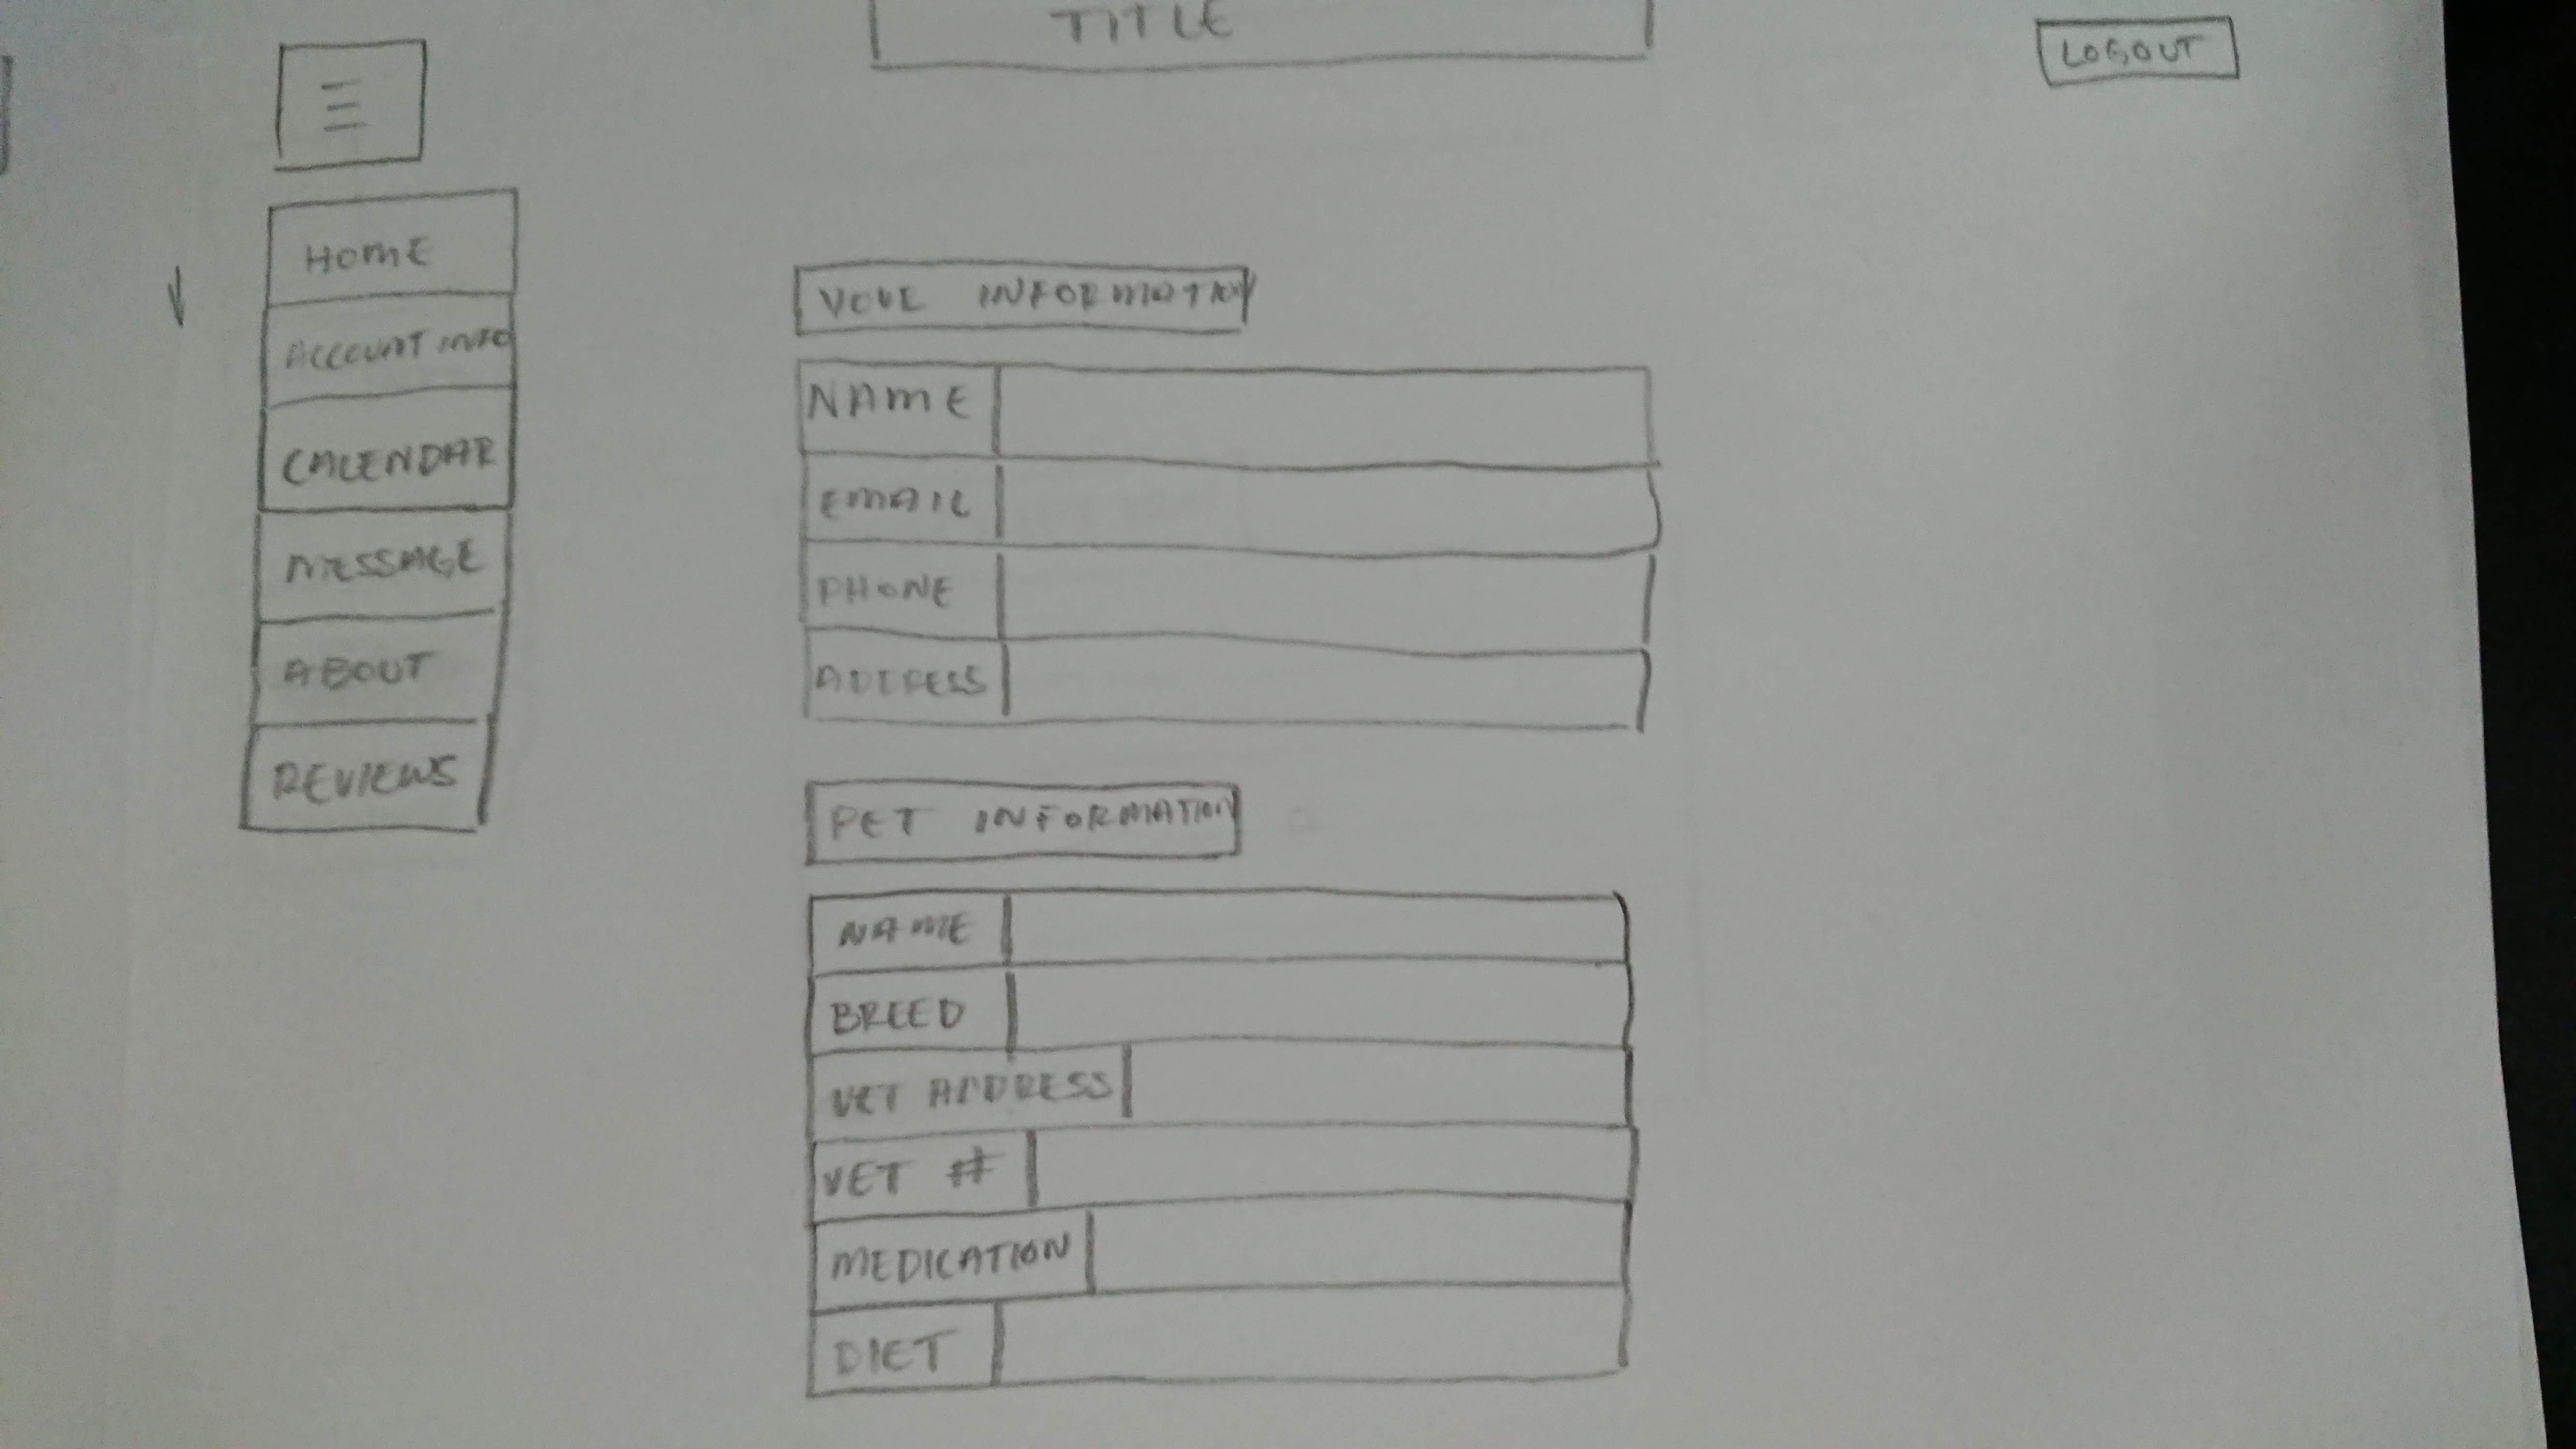 TITLE
LOGOUT
HOME
ACCOUNT INFO
CALENDAR
MESSAGE
ABOUT
REVIEWS
YOUR INFORMATION
NAME
EMAIL
PHONE
ADDRESS
PET INFORMATION
NAME
BREED
VET ADDRESS
VET #
MEDICATION
DIET